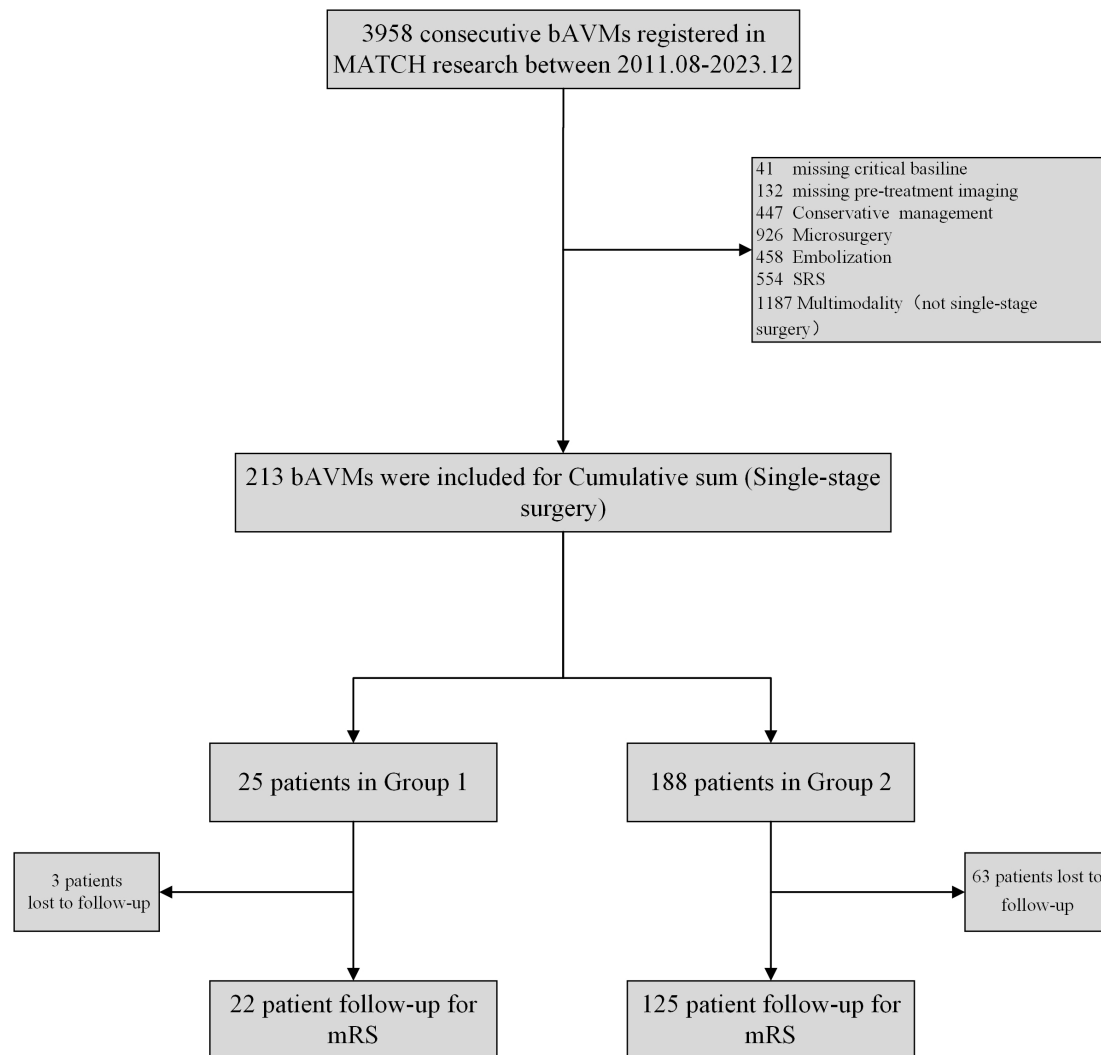 3958 consecutive bAVMs registered in
MATCH research between 2011.08-2023.12
41 missing critical basiline
132 missing pre-treatment imaging
447 Conservative management
926 Microsurgery
458 Embolization
554 SRS
1187 Multimodality（not single-stage
surgery）
213 bAVMs were included for Cumulative sum (Single-stage
surgery)
25 patients in Group 1
188 patients in Group 2
3 patients
lost to follow-up
63 patients lost to
follow-up
22 patient follow-up for
mRS
125 patient follow-up for
mRS